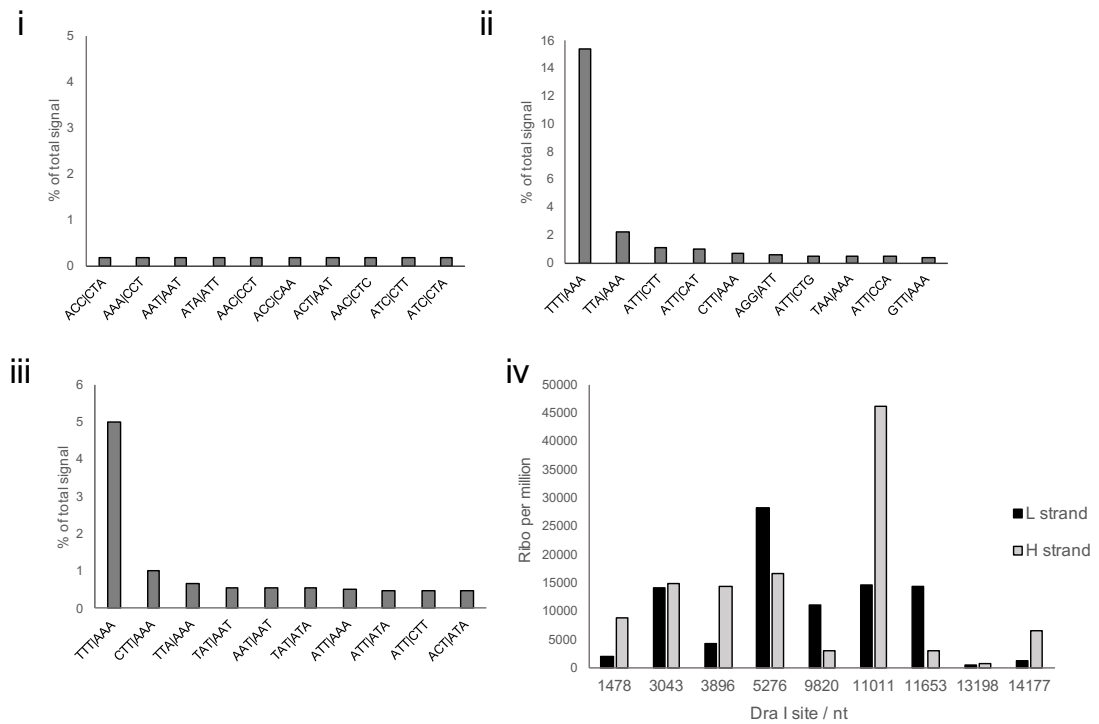 i
5
4
3
2
1
0
% of total signal
ACC|CTA
AAA|CCT
AAT|AAT
ATA|ATT
AAC|CCT
ACC|CAA
ACT|AAT
AAC|CTC
ATC|CTT
ATC|CTA
ii
16
14
12
10
8
6
4
2
0
% of total signal
TTT|AAA
TTA|AAA
ATT|CTT
ATT|CAT
CTT|AAA
AGG|ATT
ATT|CTG
TAA|AAA
ATT|CCA
GTT|AAA
iii
6
5
4
3
2
1
0
% of total signal
TTT|AAA
CTT|AAA
TTA|AAA
TAT|AAT
AAT|AAT
TAT|ATA
ATT|AAA
ATT|ATA
ATT|CTT
ACT|ATA
iv
50000
45000
40000
35000
30000
25000
20000
15000
10000
5000
0
Ribo per million
1478 3043 3896 5276 9820 11011 11653 13198 14177
Dra I site / nt
L strand
H strand